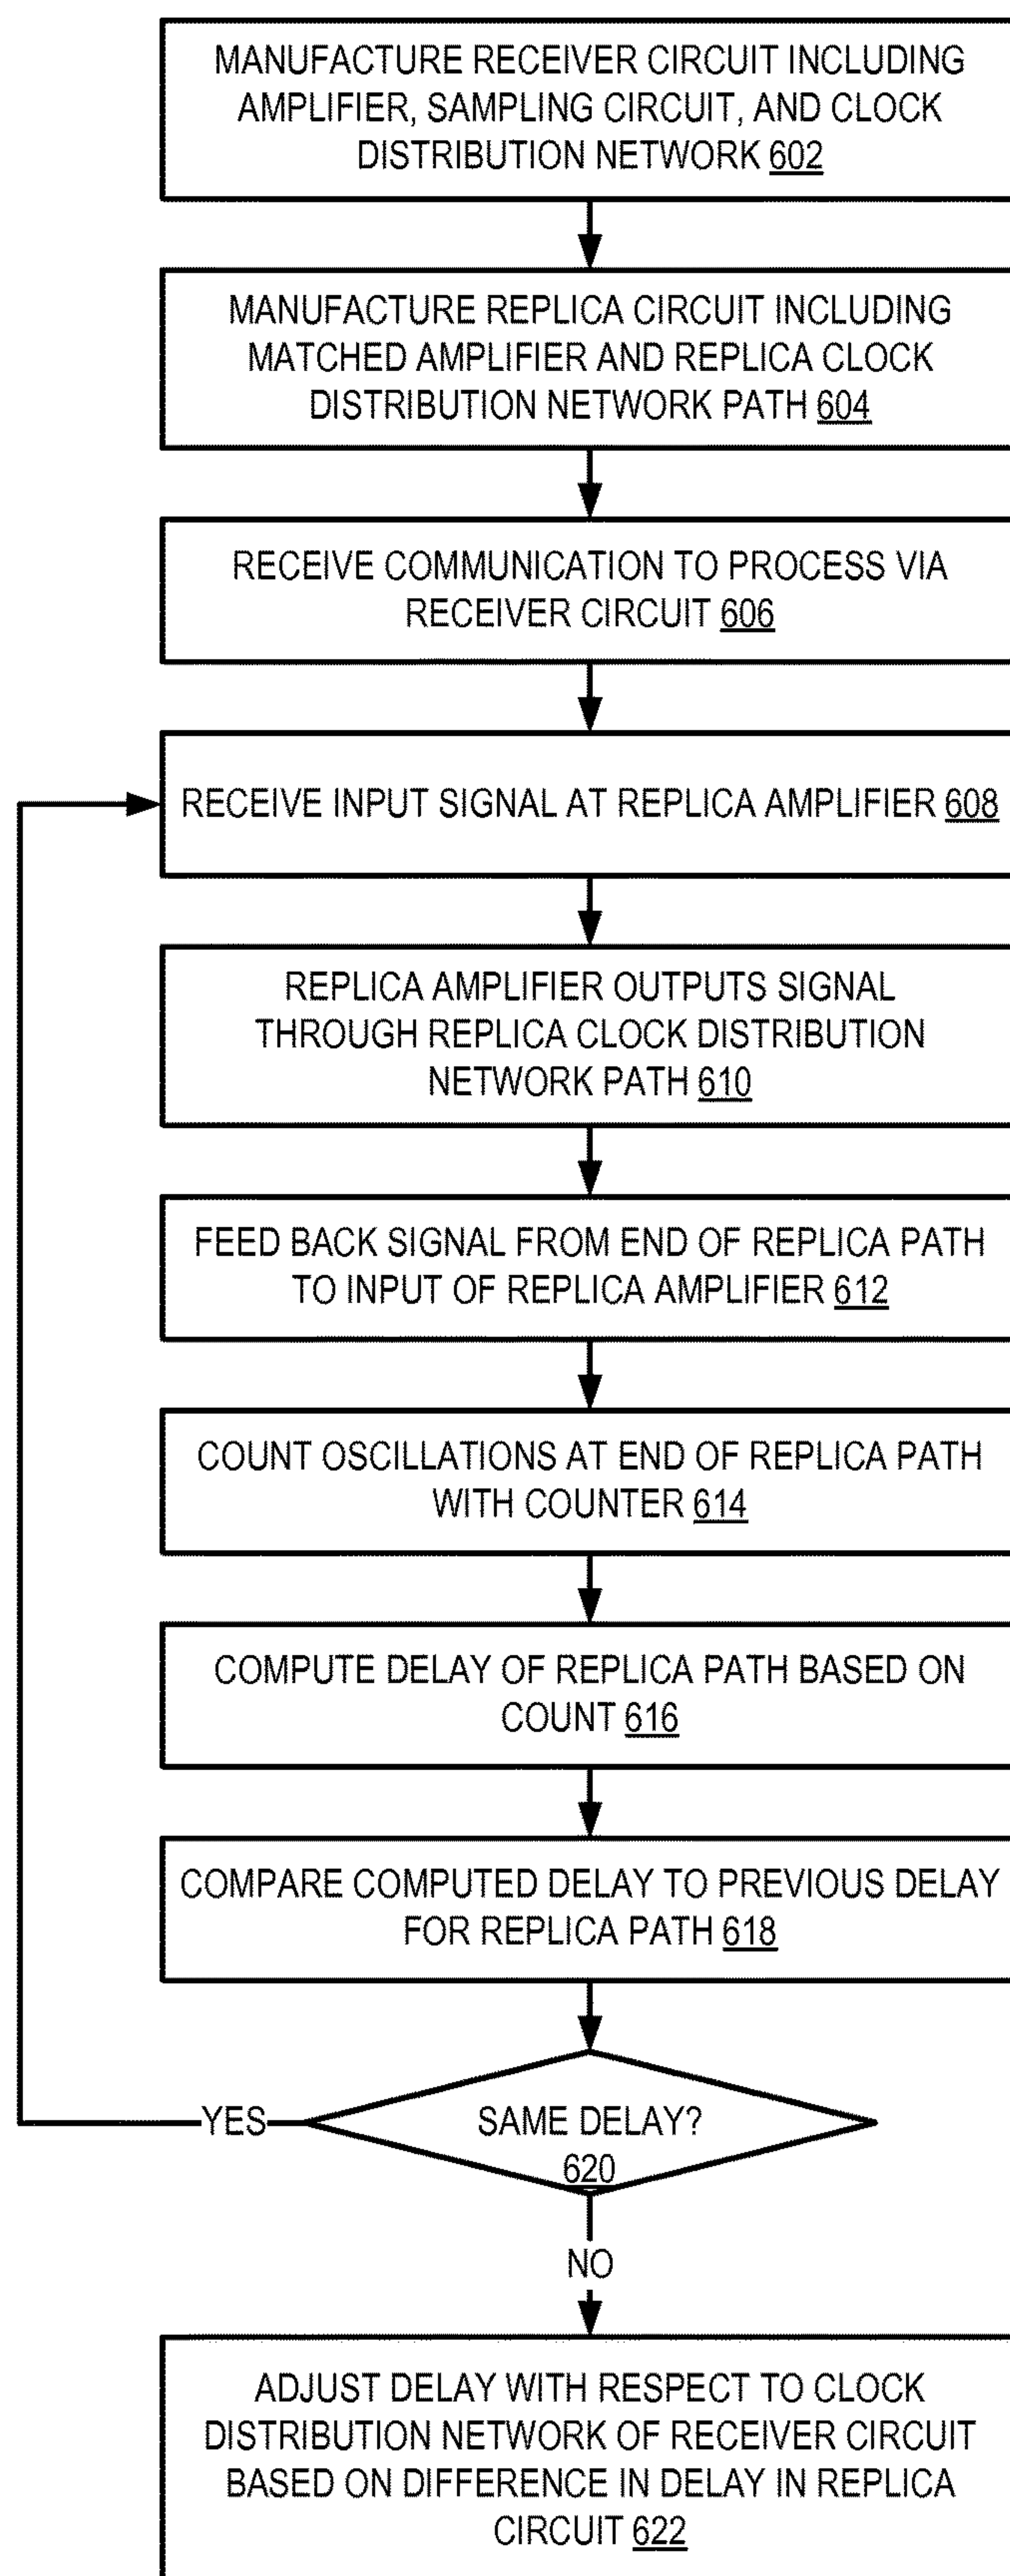 MANUFACTURE RECEIVER CIRCUIT INCLUDING
AMPLIFIER, SAMPLING CIRCUIT, AND CLOCK
DISTRIBUTION NETWORK 602
MANUFACTURE REPLICA CIRCUIT INCLUDING
MATCHED AMPLIFIER AND REPLICA CLOCK
DISTRIBUTION NETWORK PATH 604
RECEIVE COMMUNICATION TO PROCESS VIA
RECEIVER CIRCUIT 606
RECEIVE INPUT SIGNAL AT REPLICA AMPLIFIER 608
REPLICA AMPLIFIER OUTPUTS SIGNAL
THROUGH REPLICA CLOCK DISTRIBUTION
NETWORK PATH 610
FEED BACK SIGNAL FROM END OF REPLICA PATH
TO INPUT OF REPLICA AMPLIFIER 612
COUNT OSCILLATIONS AT END OF REPLICA PATH
WITH COUNTER 614
COMPUTE DELAY OF REPLICA PATH BASED ON
COUNT 616
COMPARE COMPUTED DELAY TO PREVIOUS DELAY
FOR REPLICA PATH 618
YES
SAME DELAY?
620
NO
ADJUST DELAY WITH RESPECT TO CLOCK
DISTRIBUTION NETWORK OF RECEIVER CIRCUIT
BASED ON DIFFERENCE IN DELAY IN REPLICA
CIRCUIT 622